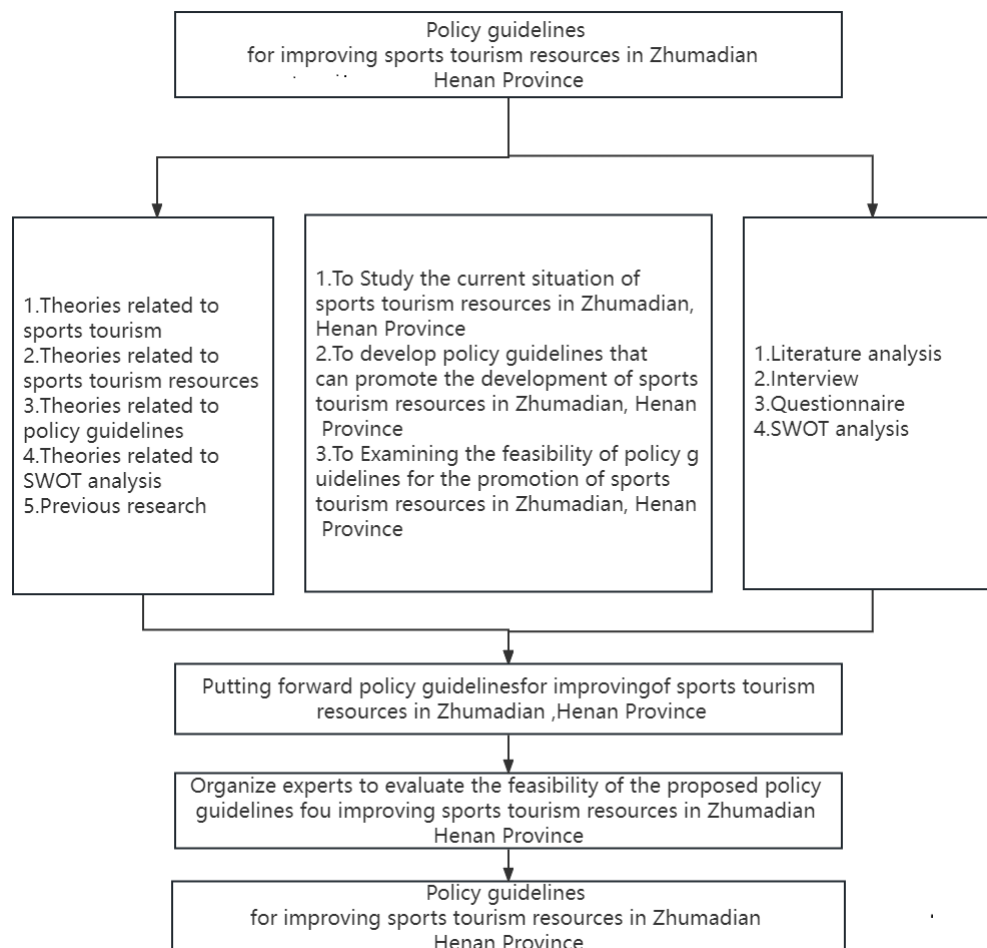 Policy guidelines
for improving sports tourism resources in Zhumadian
Henan Province
1.Theories related to
sports tourism
2.Theories related to
sports tourism resources
3.Theories related to
policy guidelines
4.Theories related to
SWOT analysis
5.Previous research
1.To Study the current situation of
sports tourism resources in Zhumadian,
Henan Province
2.To develop policy guidelines that
can promote the development of sports
tourism resources in Zhumadian, Henan
Province
3.To Examining the feasibility of policy g
uidelines for the promotion of sports
tourism resources in Zhumadian, Henan
Province
1.Literature analysis
2.Interview
3.Questionnaire
4.SWOT analysis
Putting forward policy guidelinesfor improvingof sports tourism
resources in Zhumadian ,Henan Province
Organize experts to evaluate the feasibility of the proposed policy
guidelines fou improving sports tourism resources in Zhumadian
Henan Province
Policy guidelines
for improving sports tourism resources in Zhumadian
Henan Province